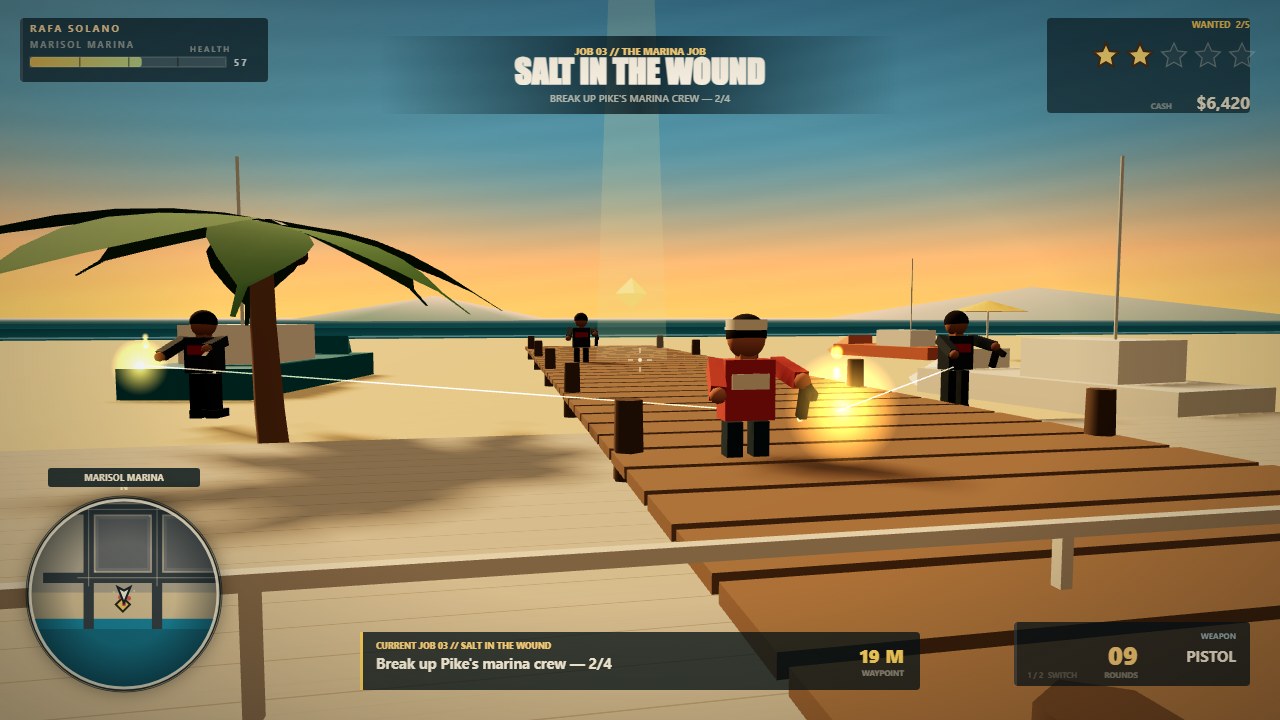 RAFA SOLANO
MARISOL MARINA
HEALTH
57
JOB 03 // THE MARINA JOB
SALT IN THE WOUND
BREAK UP PIKE'S MARINA CREW — 2/4
WANTED 2/5
CASH $6,420
MARISOL MARINA
CURRENT JOB 03 // SALT IN THE WOUND
Break up Pike's marina crew — 2/4
19 M
WAYPOINT
WEAPON
09 PISTOL
1 / 2 SWITCH ROUNDS